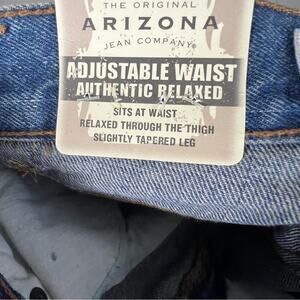 THE ORIGINAL
ARIZONA
JEAN COMPANY®
ADJUSTABLE WAIST
AUTHENTIC RELAXED
SITS AT WAIST
RELAXED THROUGH THE THIGH
SLIGHTLY TAPERED LEG